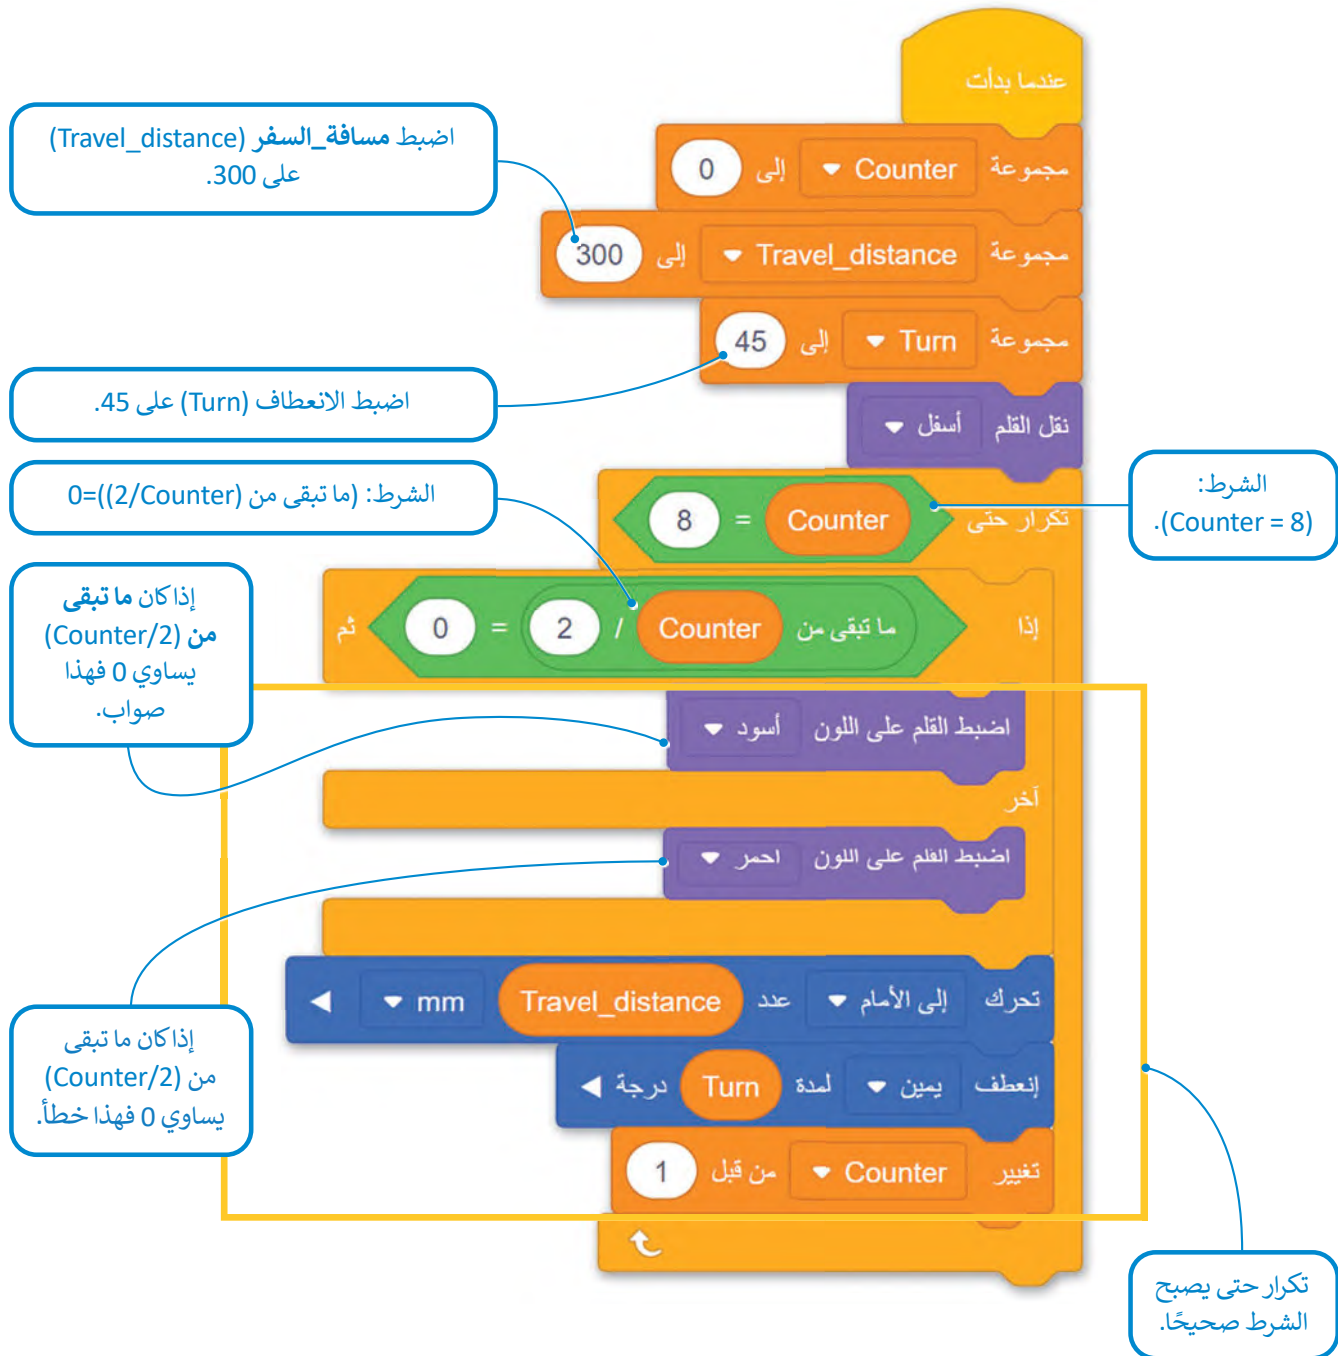 عندما بدأت
مجموعة Counter إلى 0
اضبط مسافة_السفر (Travel_distance)
على 300.
مجموعة Travel_distance إلى 300
مجموعة Turn إلى 45
اضبط الانعطاف (Turn) على 45.
نقل القلم أسفل
الشرط:
(Counter = 8).
تكرار حتى Counter = 8
الشرط: (ما تبقى من (2/Counter))=0
إذا ما تبقى من Counter / 2 = 0 ثم
إذا كان ما تبقى
من (Counter/2)
يساوي 0 فهذا
صواب.
اضبط القلم على اللون أسود
آخر
اضبط القلم على اللون احمر
إذا كان ما تبقى
من (Counter/2)
يساوي 0 فهذا خطأ.
تحرك إلى الأمام عدد Travel_distance mm
إنعطف يمين لمدة Turn درجة
تغيير Counter من قبل 1
تكرار حتى يصبح
الشرط صحيحًا.